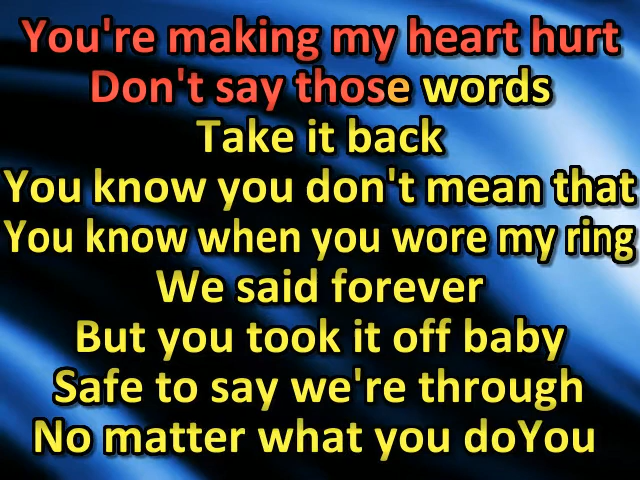 You're making my heart hurt
Don't say those words
Take it back
You know you don't mean that
You know when you wore my ring
We said forever
But you took it off baby
Safe to say we're through
No matter what you doYou